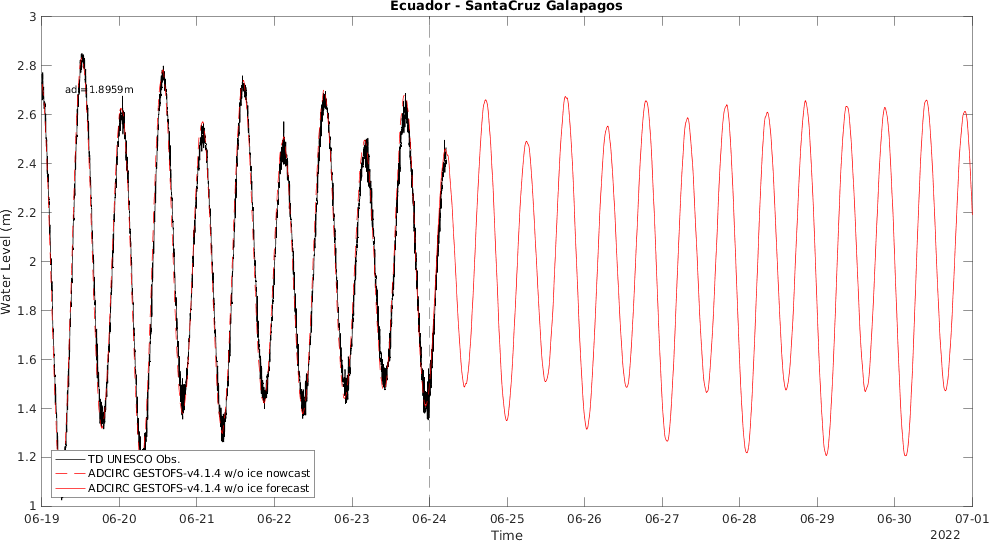 Ecuador - SantaCruz Galapagos
3
2.8
2.6
2.4
2.2
2
1.8
1.6
1.4
1.2
1
Water Level (m)
adj=1.8959m
TD UNESCO Obs.
ADCIRC GESTOFS-v4.1.4 w/o ice nowcast
ADCIRC GESTOFS-v4.1.4 w/o ice forecast
06-19 06-20 06-21 06-22 06-23 06-24 06-25 06-26 06-27 06-28 06-29 06-30 07-01
Time
2022